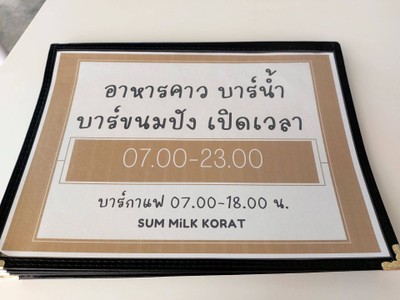 อาหารคาว บาร์น้ำ
บาร์ขนมปัง เปิดเวลา
07.00-23.00
บาร์กาแฟ 07.00-18.00 น.
SUM MiLK KORAT